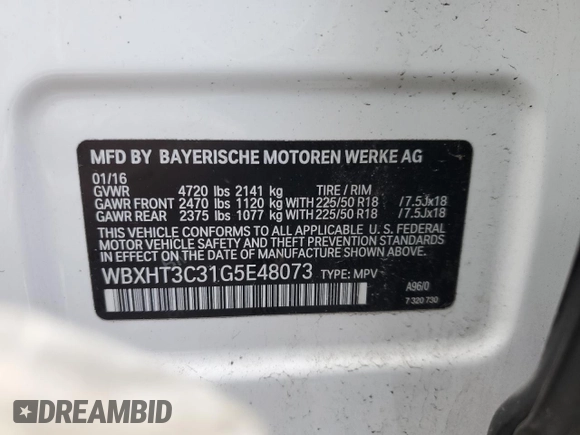 MFD BY BAYERISCHE MOTOREN WERKE AG
01/16
GVWR 4720 lbs 2141 kg TIRE / RIM
GAWR FRONT 2470 lbs 1120 kg WITH 225/50 R18 /7.5Jx18
GAWR REAR 2375 lbs 1077 kg WITH 225/50 R18 /7.5Jx18
THIS VEHICLE CONFORMS TO ALL APPLICABLE U. S. FEDERAL
MOTOR VEHICLE SAFETY, BUMPER, AND THEFT PREVENTION
STANDARDS IN EFFECT ON THE DATE OF MANUFACTURE
SHOWN ABOVE.
WBXHT3C31G5E48073 TYPE: MPV
A96/0
7 320 730
DREAMBID